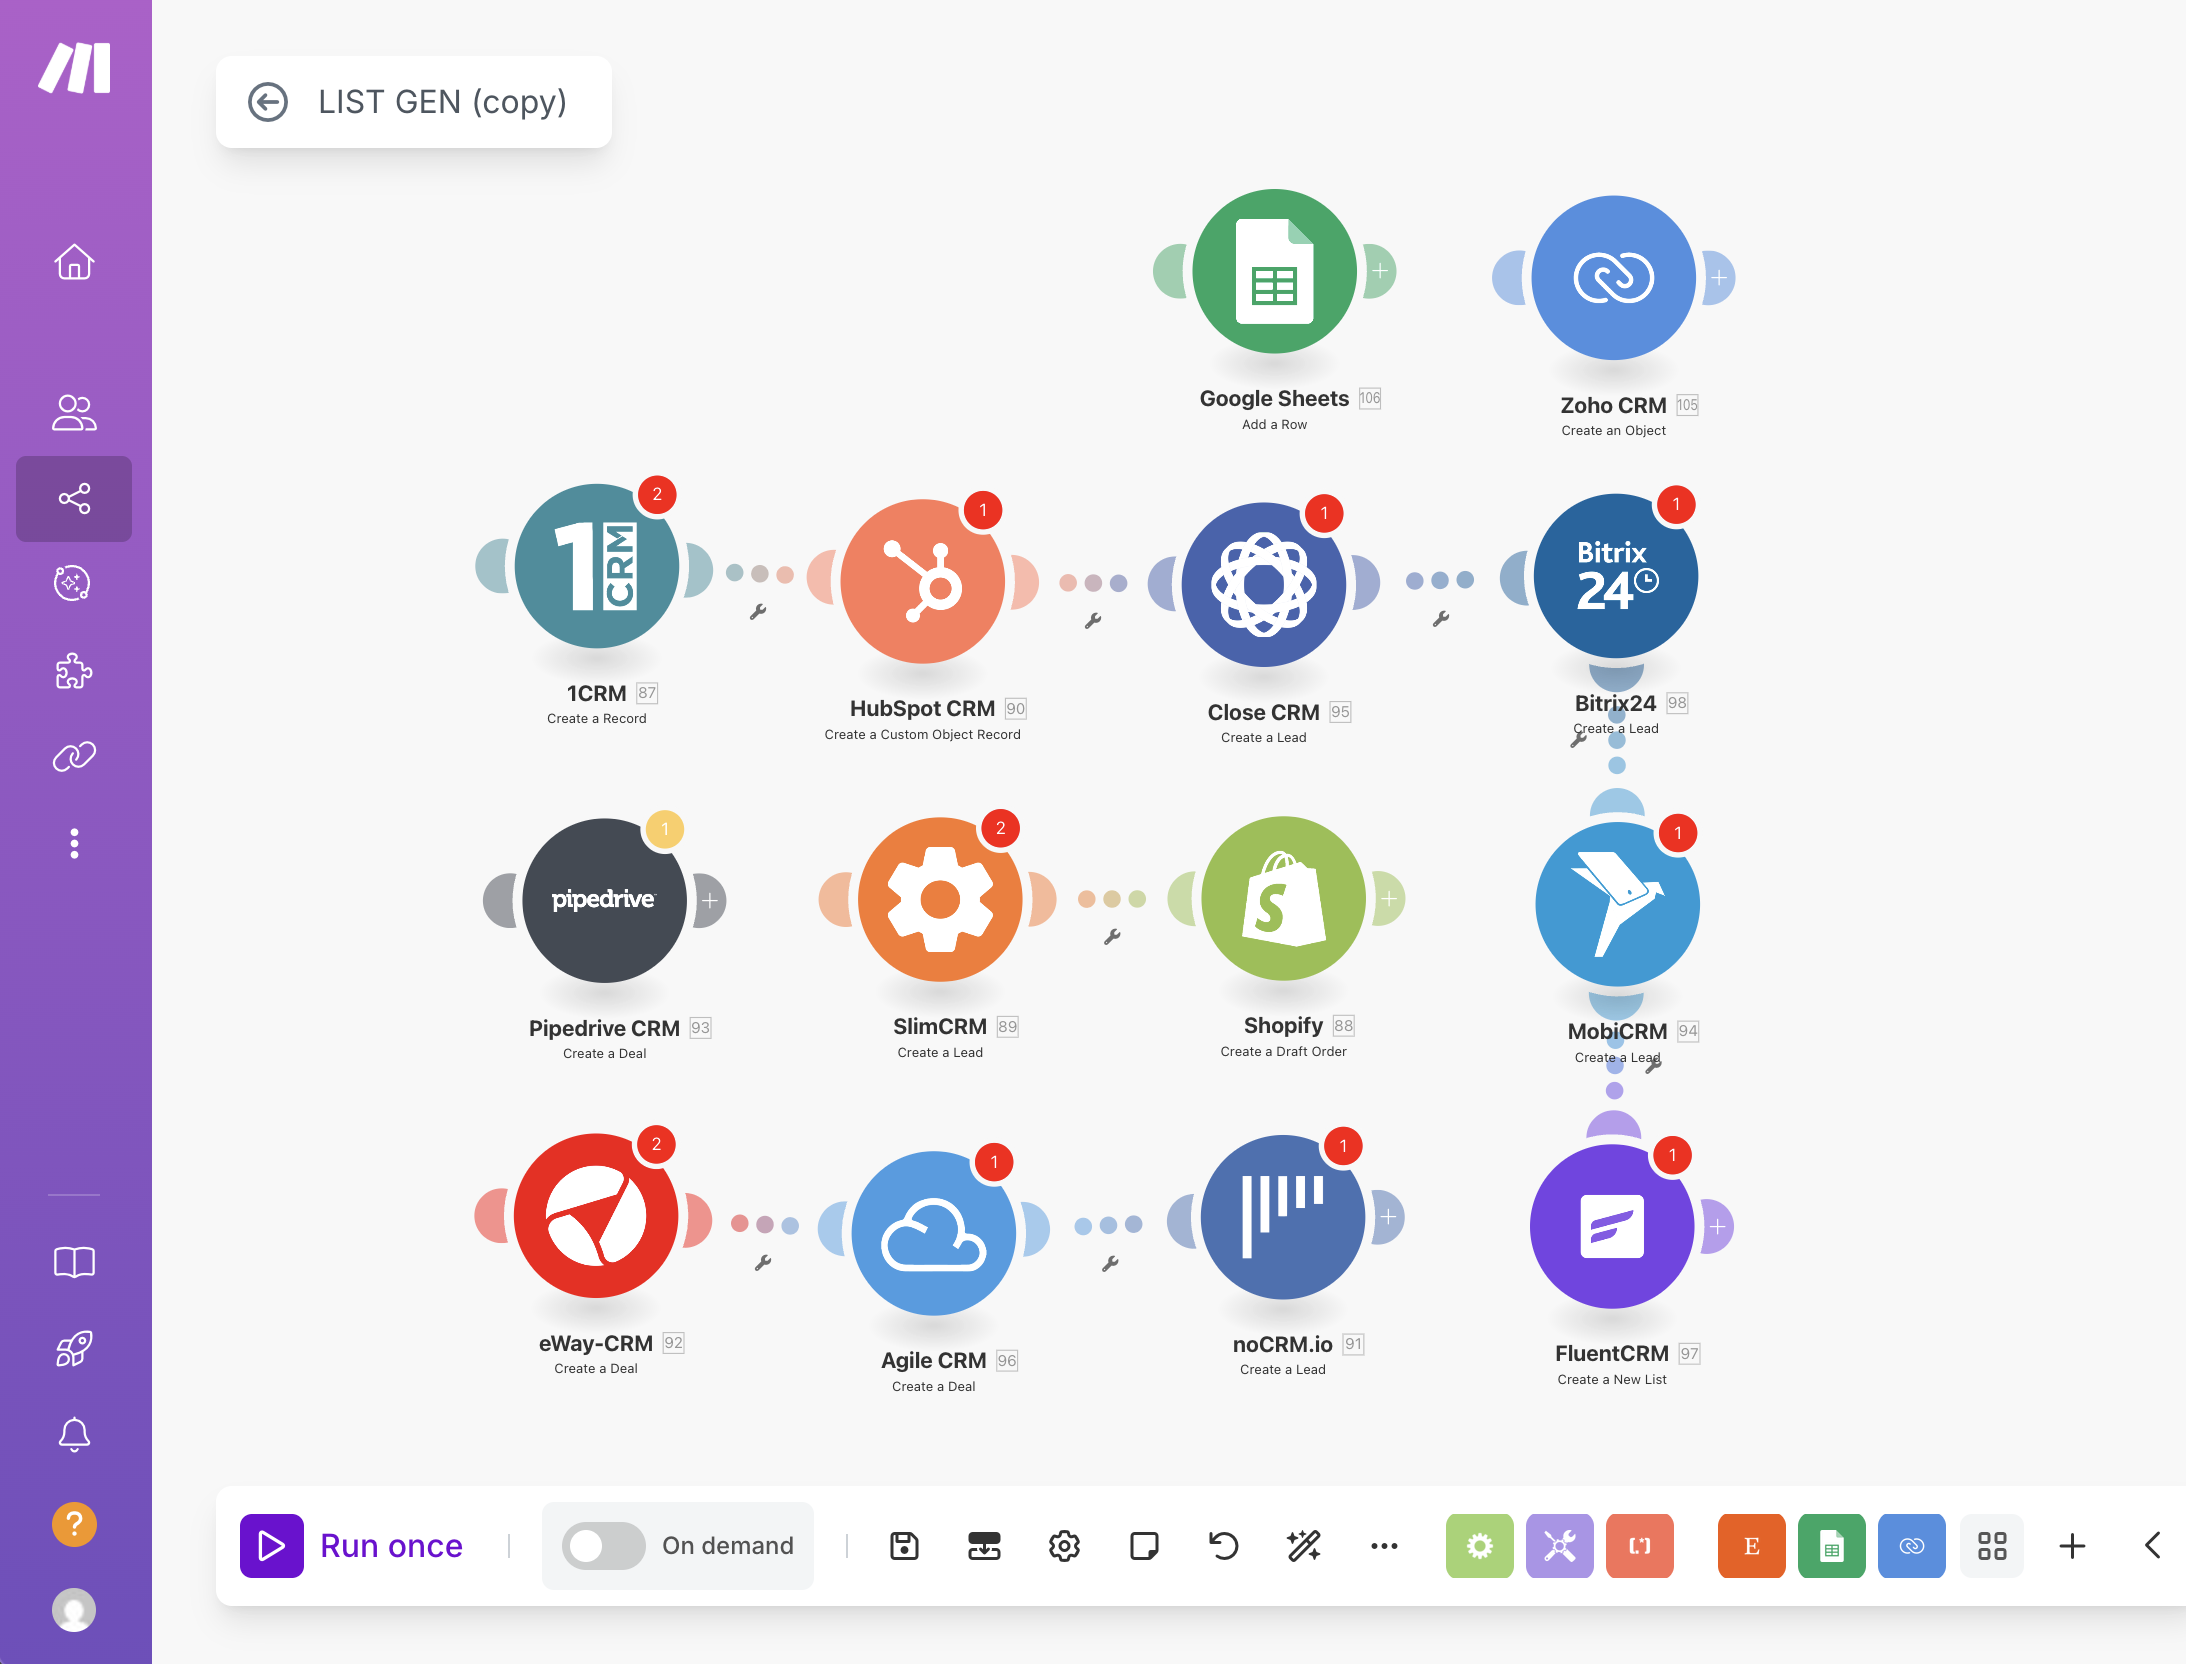 LIST GEN (copy)
Google Sheets 106
Add a Row
Zoho CRM 105
Create an Object
2
1 CRM
1CRM 87
Create a Record
1
HubSpot CRM 90
Create a Custom Object Record
1
Close CRM 95
Create a Lead
1
Bitrix 24
Bitrix24 98
Create a Lead
1
pipedrive
Pipedrive CRM 93
Create a Deal
2
SlimCRM 89
Create a Lead
S
Shopify 88
Create a Draft Order
1
MobiCRM 94
Create a Lead
2
eWay-CRM 92
Create a Deal
1
Agile CRM 96
Create a Deal
1
noCRM.io 91
Create a Lead
1
FluentCRM 97
Create a New List
?
Run once
On demand
[.*]
E